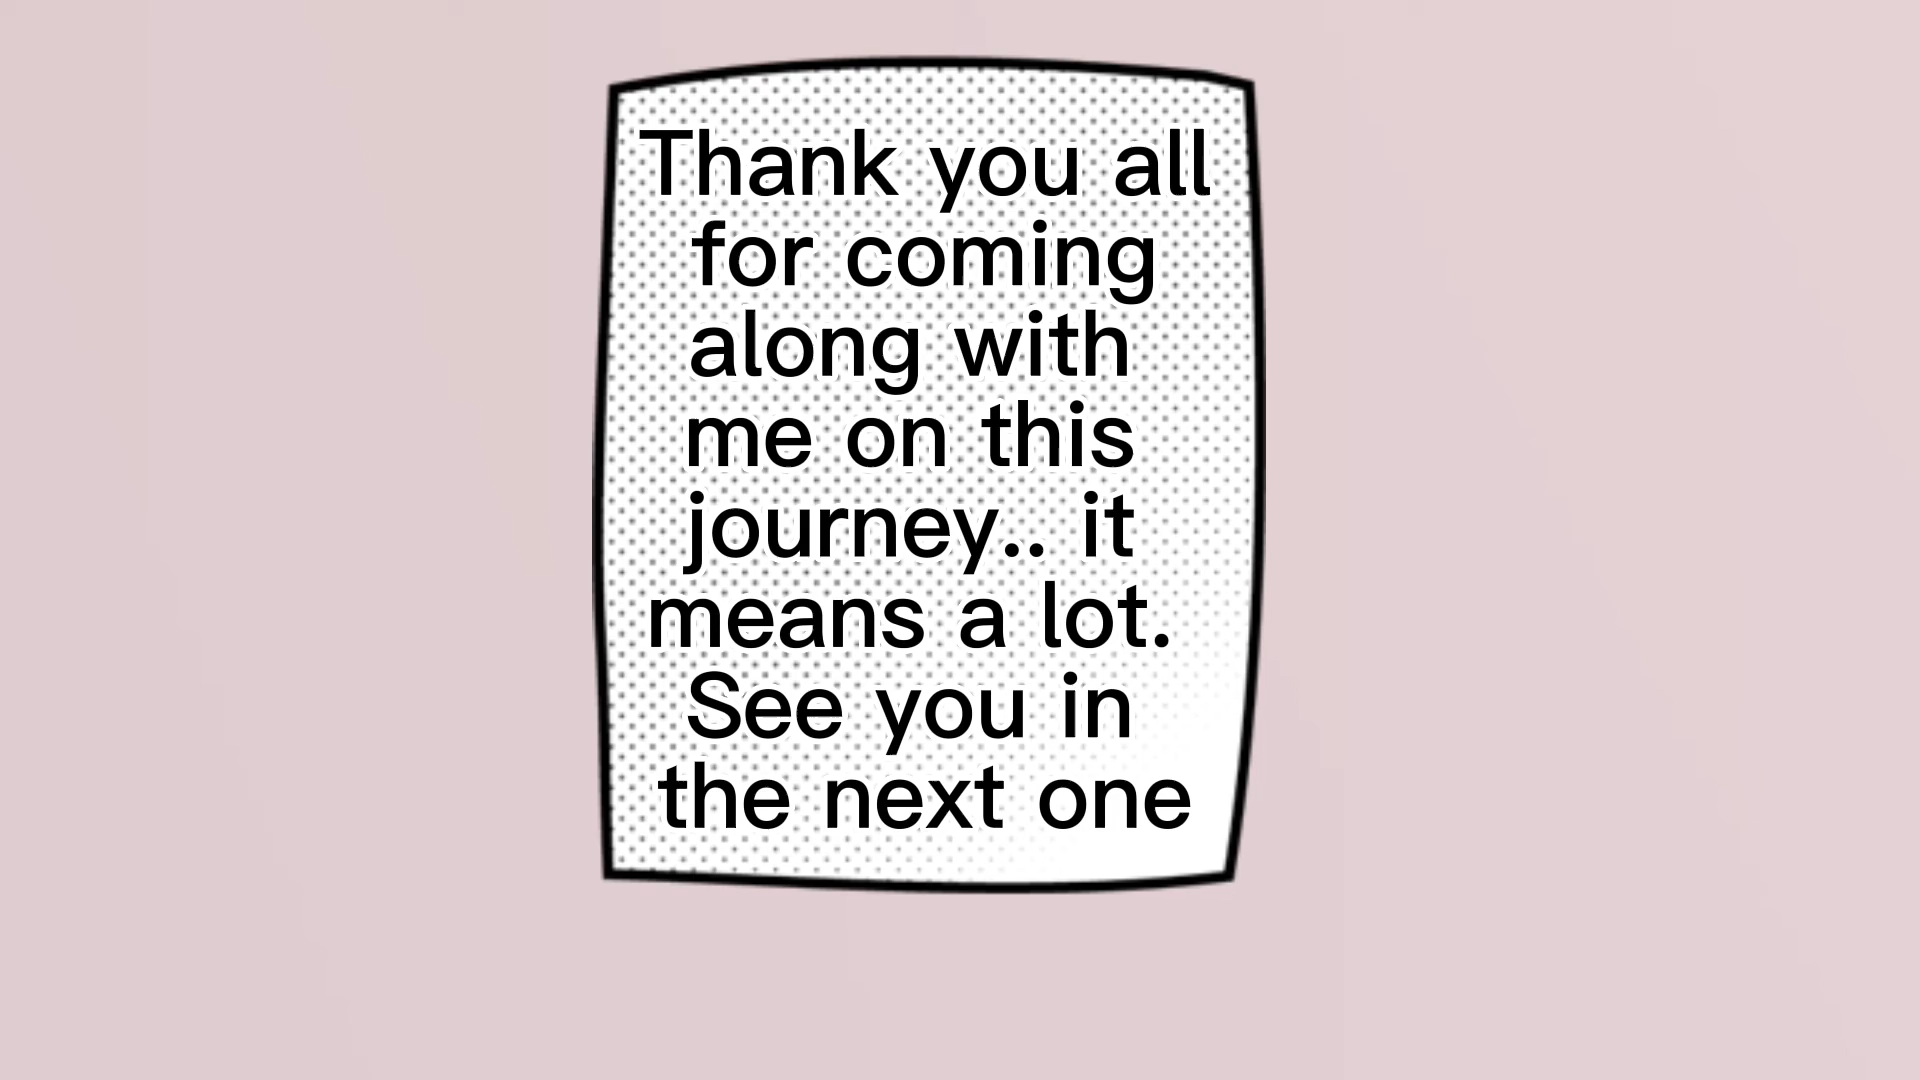 Thank you all
for coming
along with
me on this
journey.. it
means a lot.
See you in
the next one